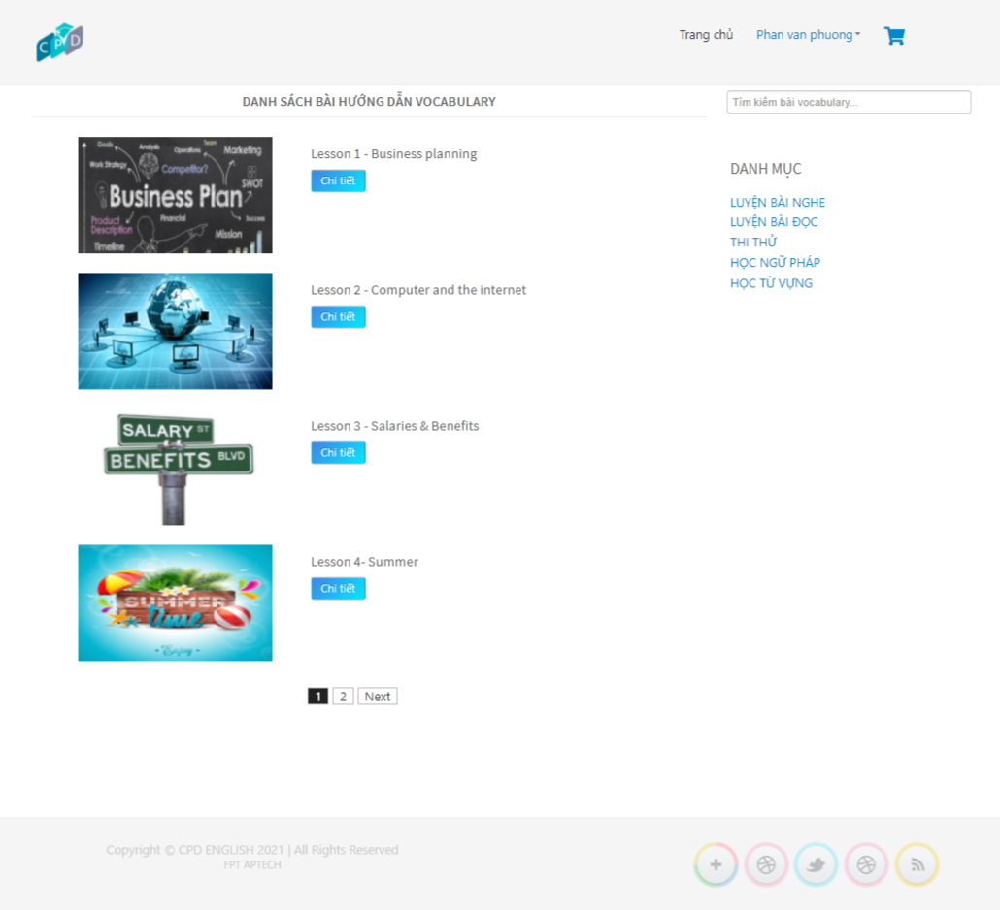 CPD
Trang chủ
Phan van phuong
DANH SÁCH BÀI HƯỚNG DẪN VOCABULARY
Tìm kiếm bài vocabulary...
Goals
Analysis
Operations
Team
Marketing
Work Strategy
Competitor?
SWOT
Business Plan
Product
Description
Financial
Success
Mission
Timeline
Lesson 1 - Business planning
Chi tiết
DANH MỤC
LUYỆN BÀI NGHE
LUYỆN BÀI ĐỌC
THI THỬ
HỌC NGỮ PHÁP
HỌC TỪ VỰNG
Lesson 2 - Computer and the internet
Chi tiết
SALARY ST
BENEFITS BLVD
Lesson 3 - Salaries & Benefits
Chi tiết
SUMMER
time
- Enjoy -
Lesson 4- Summer
Chi tiết
1 2 Next
Copyright © CPD ENGLISH 2021 | All Rights Reserved
FPT APTECH